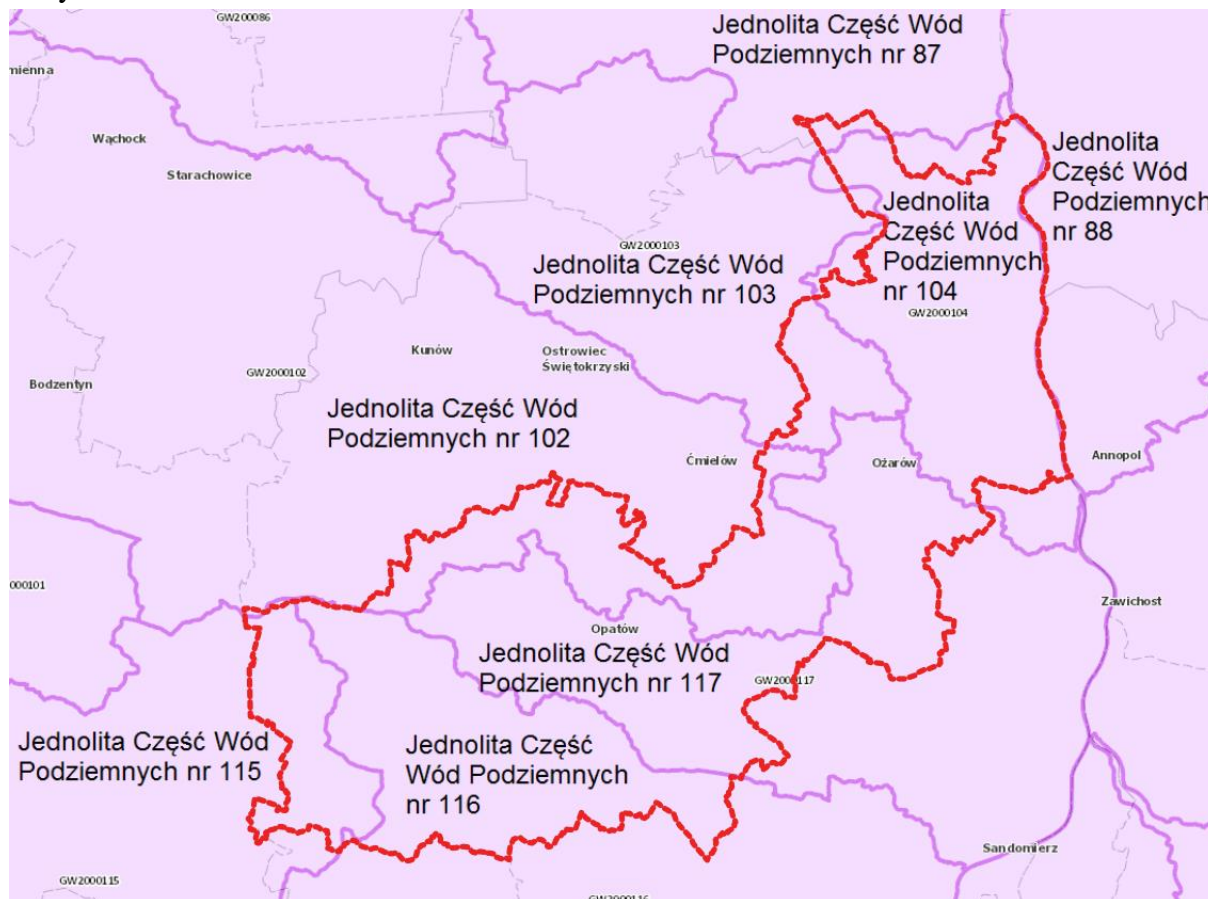 GW200086
Jednolita Część Wód
Podziemnych nr 87
mienna
Wąchock
Starachowice
Jednolita
Część Wód
Podziemnych
nr 88
Jednolita
Część Wód
Podziemnych
nr 104
GW2000103
Jednolita Część Wód
Podziemnych nr 103
GW2000104
Kunów
Ostrowiec
Świętokrzyski
GW2000102
Bodzentyn
Jednolita Część Wód
Podziemnych nr 102
Ćmielów
Ożarów
Annopol
000101
Zawichost
Opatów
Jednolita Część Wód
Podziemnych nr 117
GW2000117
Jednolita Część Wód
Podziemnych nr 115
Jednolita Część
Wód Podziemnych
nr 116
Sandomierz
GW2000115
GW2000116